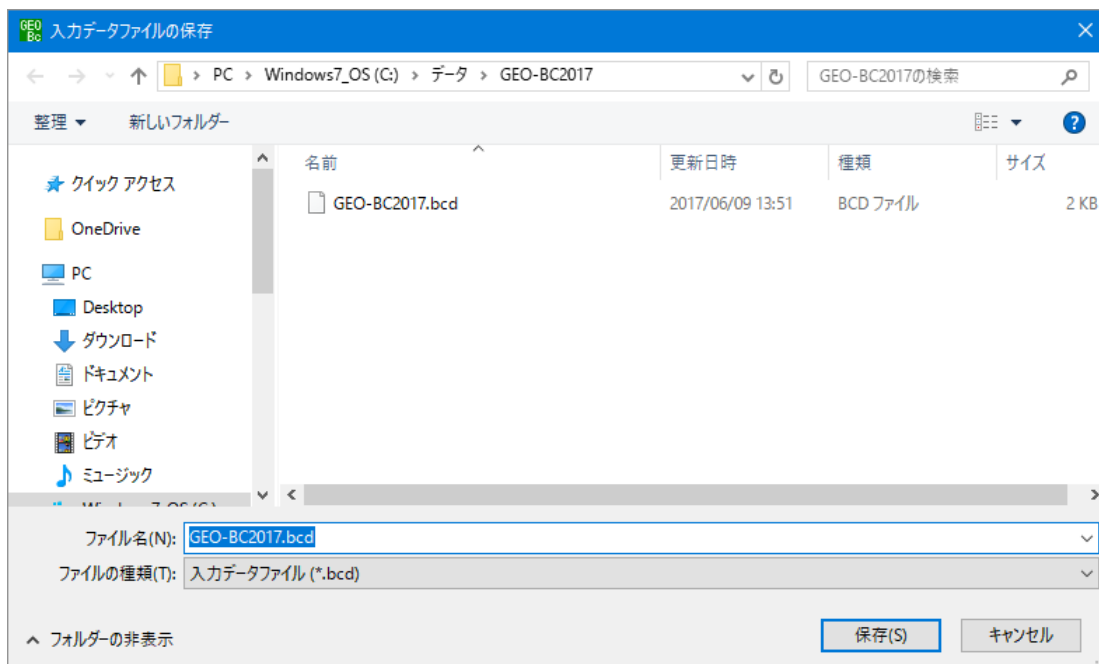 GEO Bc 入力データファイルの保存
PC > Windows7_OS (C:) > データ > GEO-BC2017
GEO-BC2017の検索
整理 新しいフォルダー
名前 更新日時 種類 サイズ
クイック アクセス
GEO-BC2017.bcd 2017/06/09 13:51 BCD ファイル 2 KB
OneDrive
PC
Desktop
ダウンロード
ドキュメント
ピクチャ
ビデオ
ミュージック
ファイル名(N): GEO-BC2017.bcd
ファイルの種類(T): 入力データファイル (*.bcd)
フォルダーの非表示
保存(S) キャンセル